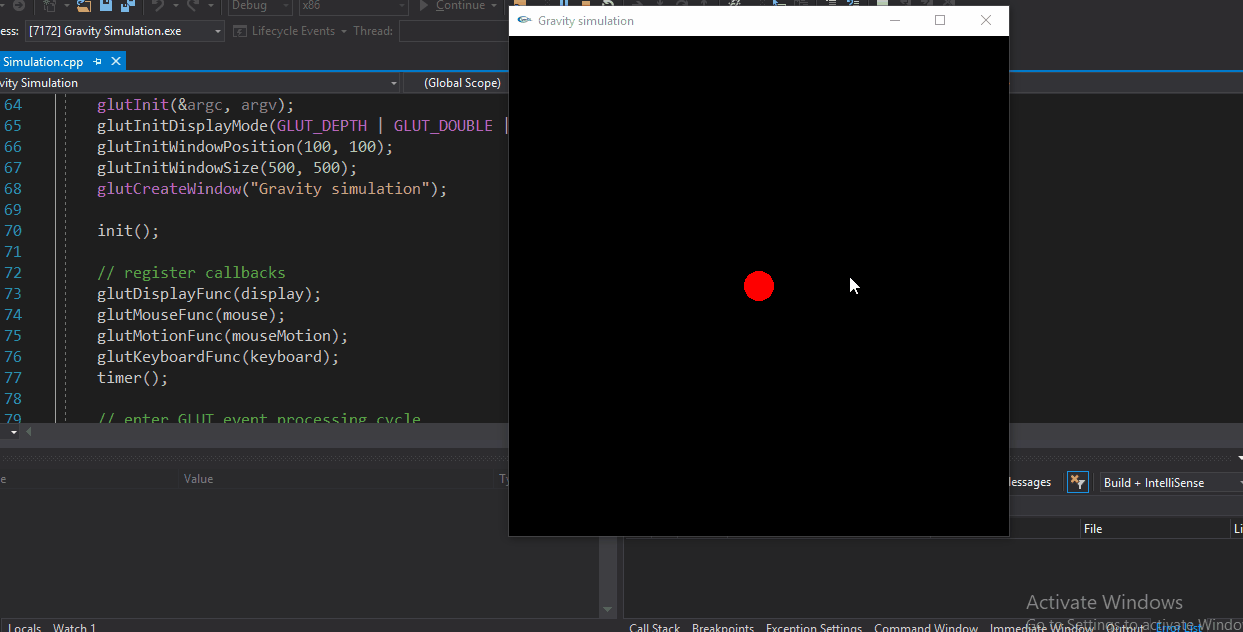 Debug x86 Continue
ess: [7172] Gravity Simulation.exe Lifecycle Events Thread:
Simulation.cpp
vity Simulation (Global Scope)
64 glutInit(&argc, argv);
65 glutInitDisplayMode(GLUT_DEPTH | GLUT_DOUBLE |
66 glutInitWindowPosition(100, 100);
67 glutInitWindowSize(500, 500);
68 glutCreateWindow("Gravity simulation");
69
70 init();
71
72 // register callbacks
73 glutDisplayFunc(display);
74 glutMouseFunc(mouse);
75 glutMotionFunc(mouseMotion);
76 glutKeyboardFunc(keyboard);
77 timer();
78
79 // enter GLUT event processing cycle
Gravity simulation
e Value Ty
Messages Build + IntelliSense
File Li
Activate Windows
Go to Settings to activate Windo
Locals Watch 1
Call Stack Breakpoints Exception Settings Command Window Immediate Window Output Error List